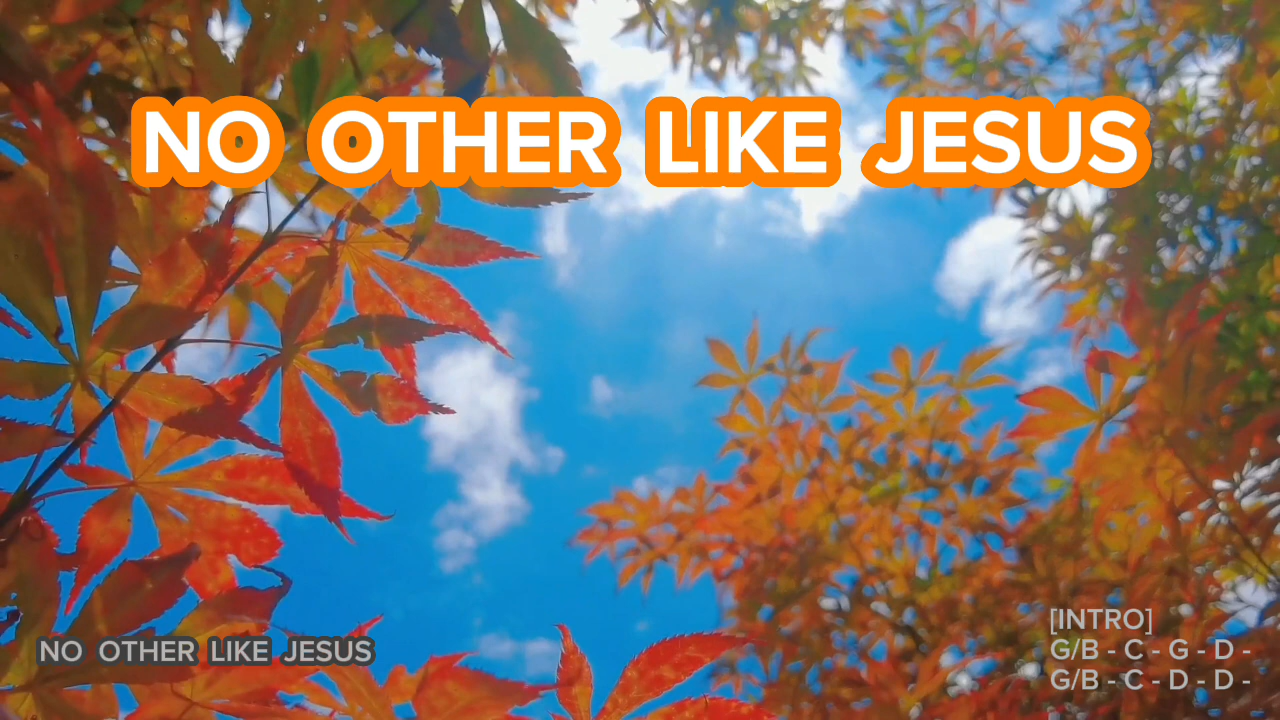 NO OTHER LIKE JESUS
[INTRO]
G/B - C - G - D -
G/B - C - D - D -
NO OTHER LIKE JESUS